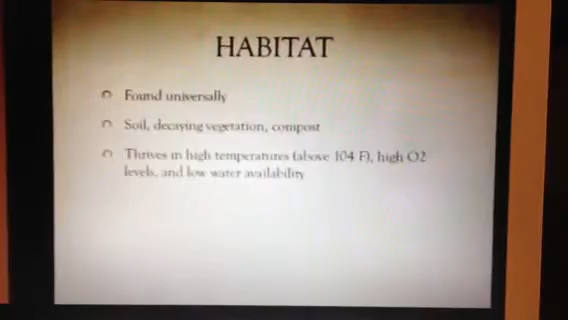 HABITAT
Found universally
Soil, decaying vegetation, compost
Thrives in high temperatures (above 104 F), high O2
levels, and low water availability